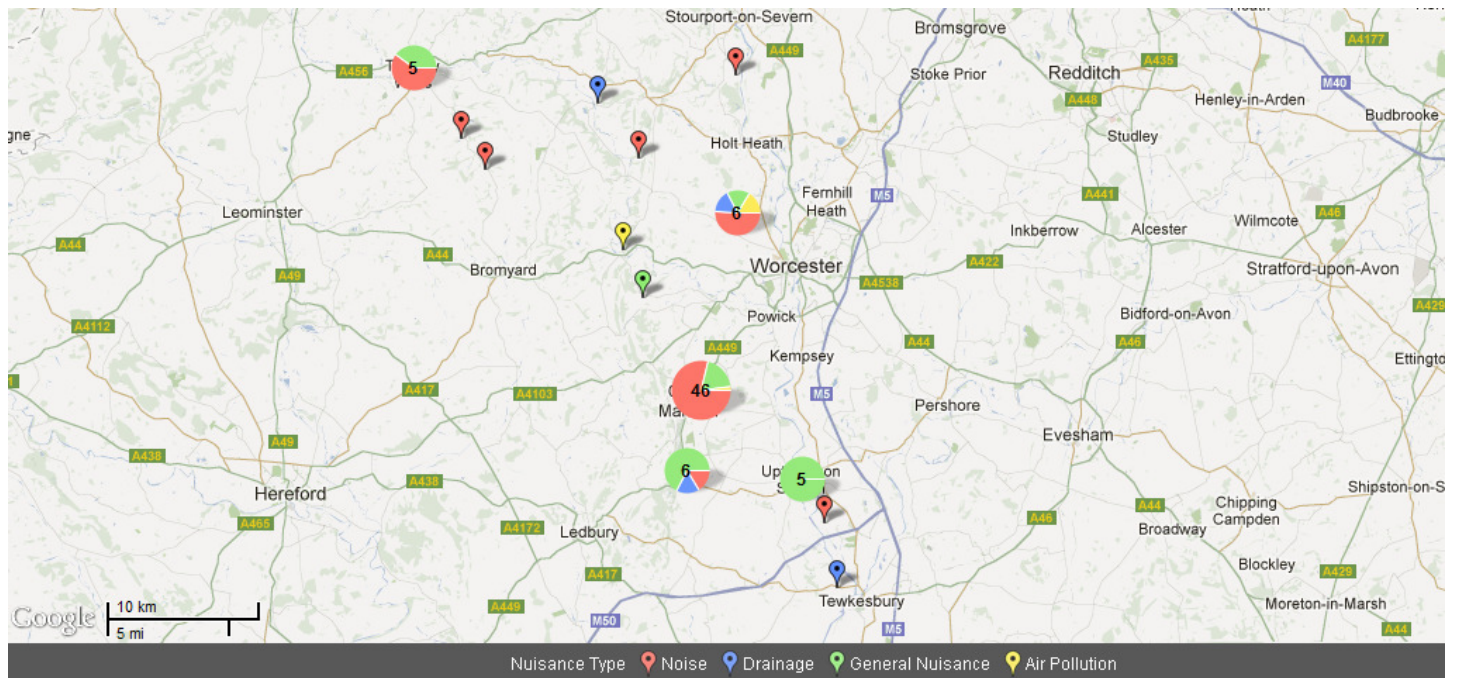 Stourport-on-Severn
Bromsgrove
A4177
A435
A449
5
A456
Stoke Prior
Redditch
M40
Henley-in-Arden
A448
Budbrooke
Studley
Holt Heath
Fernhill
Heath
M5
A441
6
Leominster
A46
Wilmcote
Inkberrow
Alcester
A44
A44
Bromyard
A49
Worcester
A422
Stratford-upon-Avon
A4538
A429
Powick
Bidford-on-Avon
A4112
A449
Kempsey
A44
A46
A417
A4103
46
M5
Pershore
Evesham
A49
A438
6
5
A438
Hereford
A465
A4172
Ledbury
A46
A44
Chipping
Campden
Broadway
Blockley
A417
A429
Tewkesbury
Moreton-in-Marsh
A449
M50
M5
A44
Google
10 km
5 mi
Nuisance Type Noise Drainage General Nuisance Air Pollution